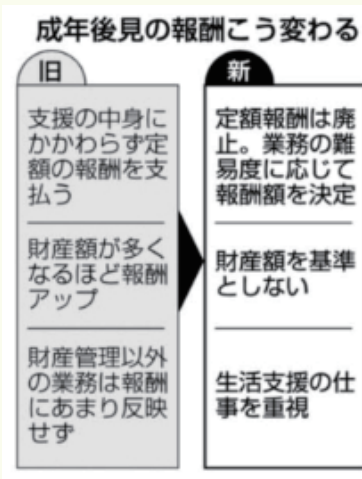 成年後見の報酬こう変わる
旧
支援の中身に
かかわらず定
額の報酬を支
払う
財産額が多く
なるほど報酬
アップ
財産管理以外
の業務は報酬
にあまり反映
せず
新
定額報酬は廃
止。業務の難
易度に応じて
報酬額を決定
財産額を基準
としない
生活支援の仕
事を重視